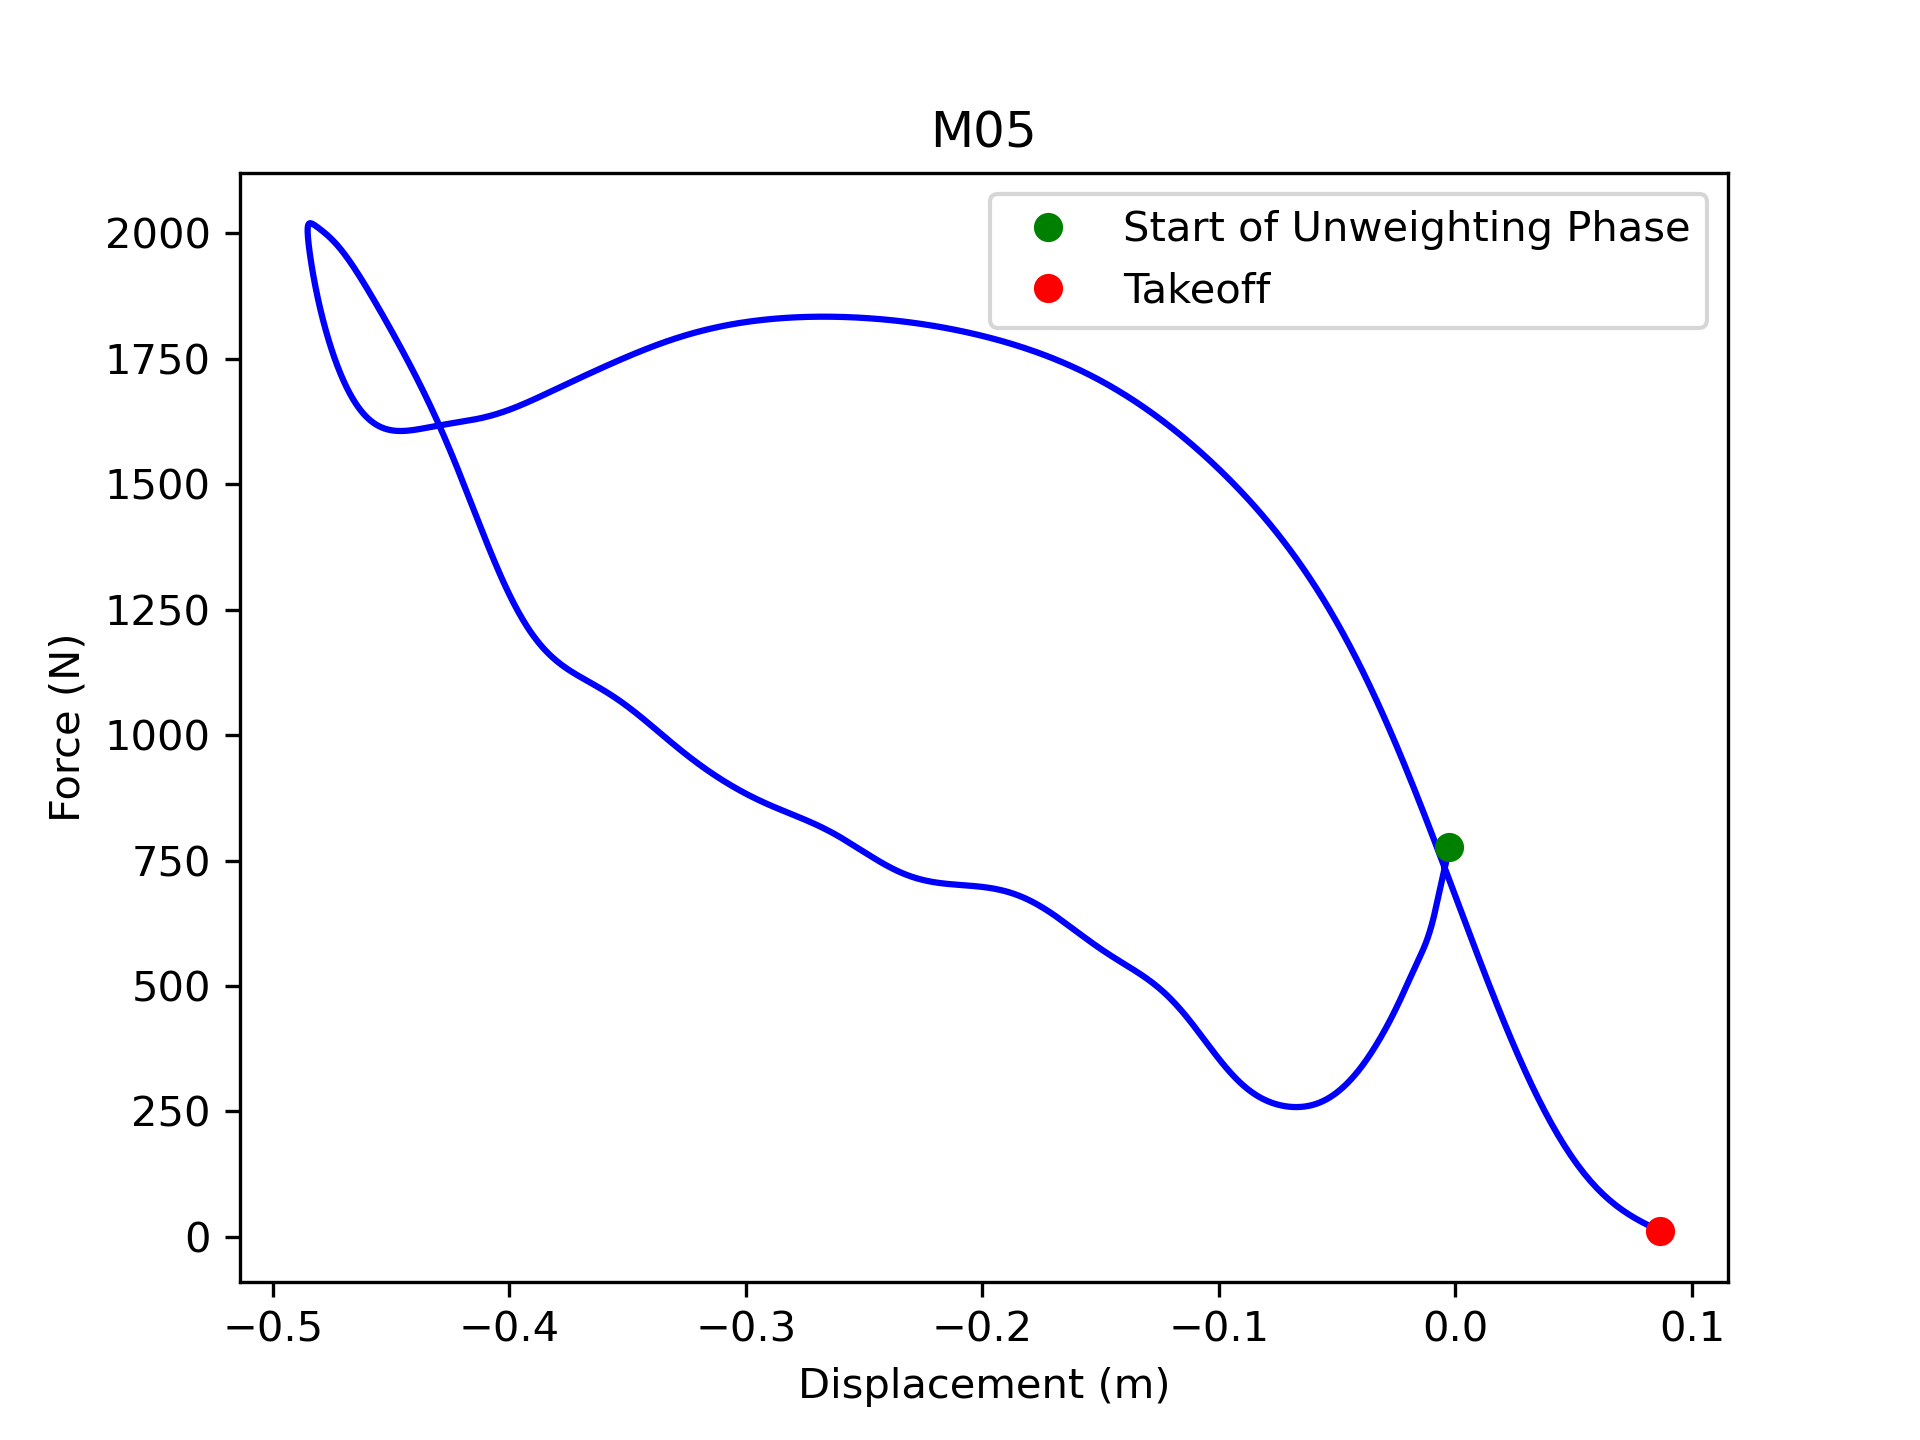 M05
Start of Unweighting Phase
Takeoff
Force (N)
2000
1750
1500
1250
1000
750
500
250
0
−0.5 −0.4 −0.3 −0.2 −0.1 0.0 0.1
Displacement (m)